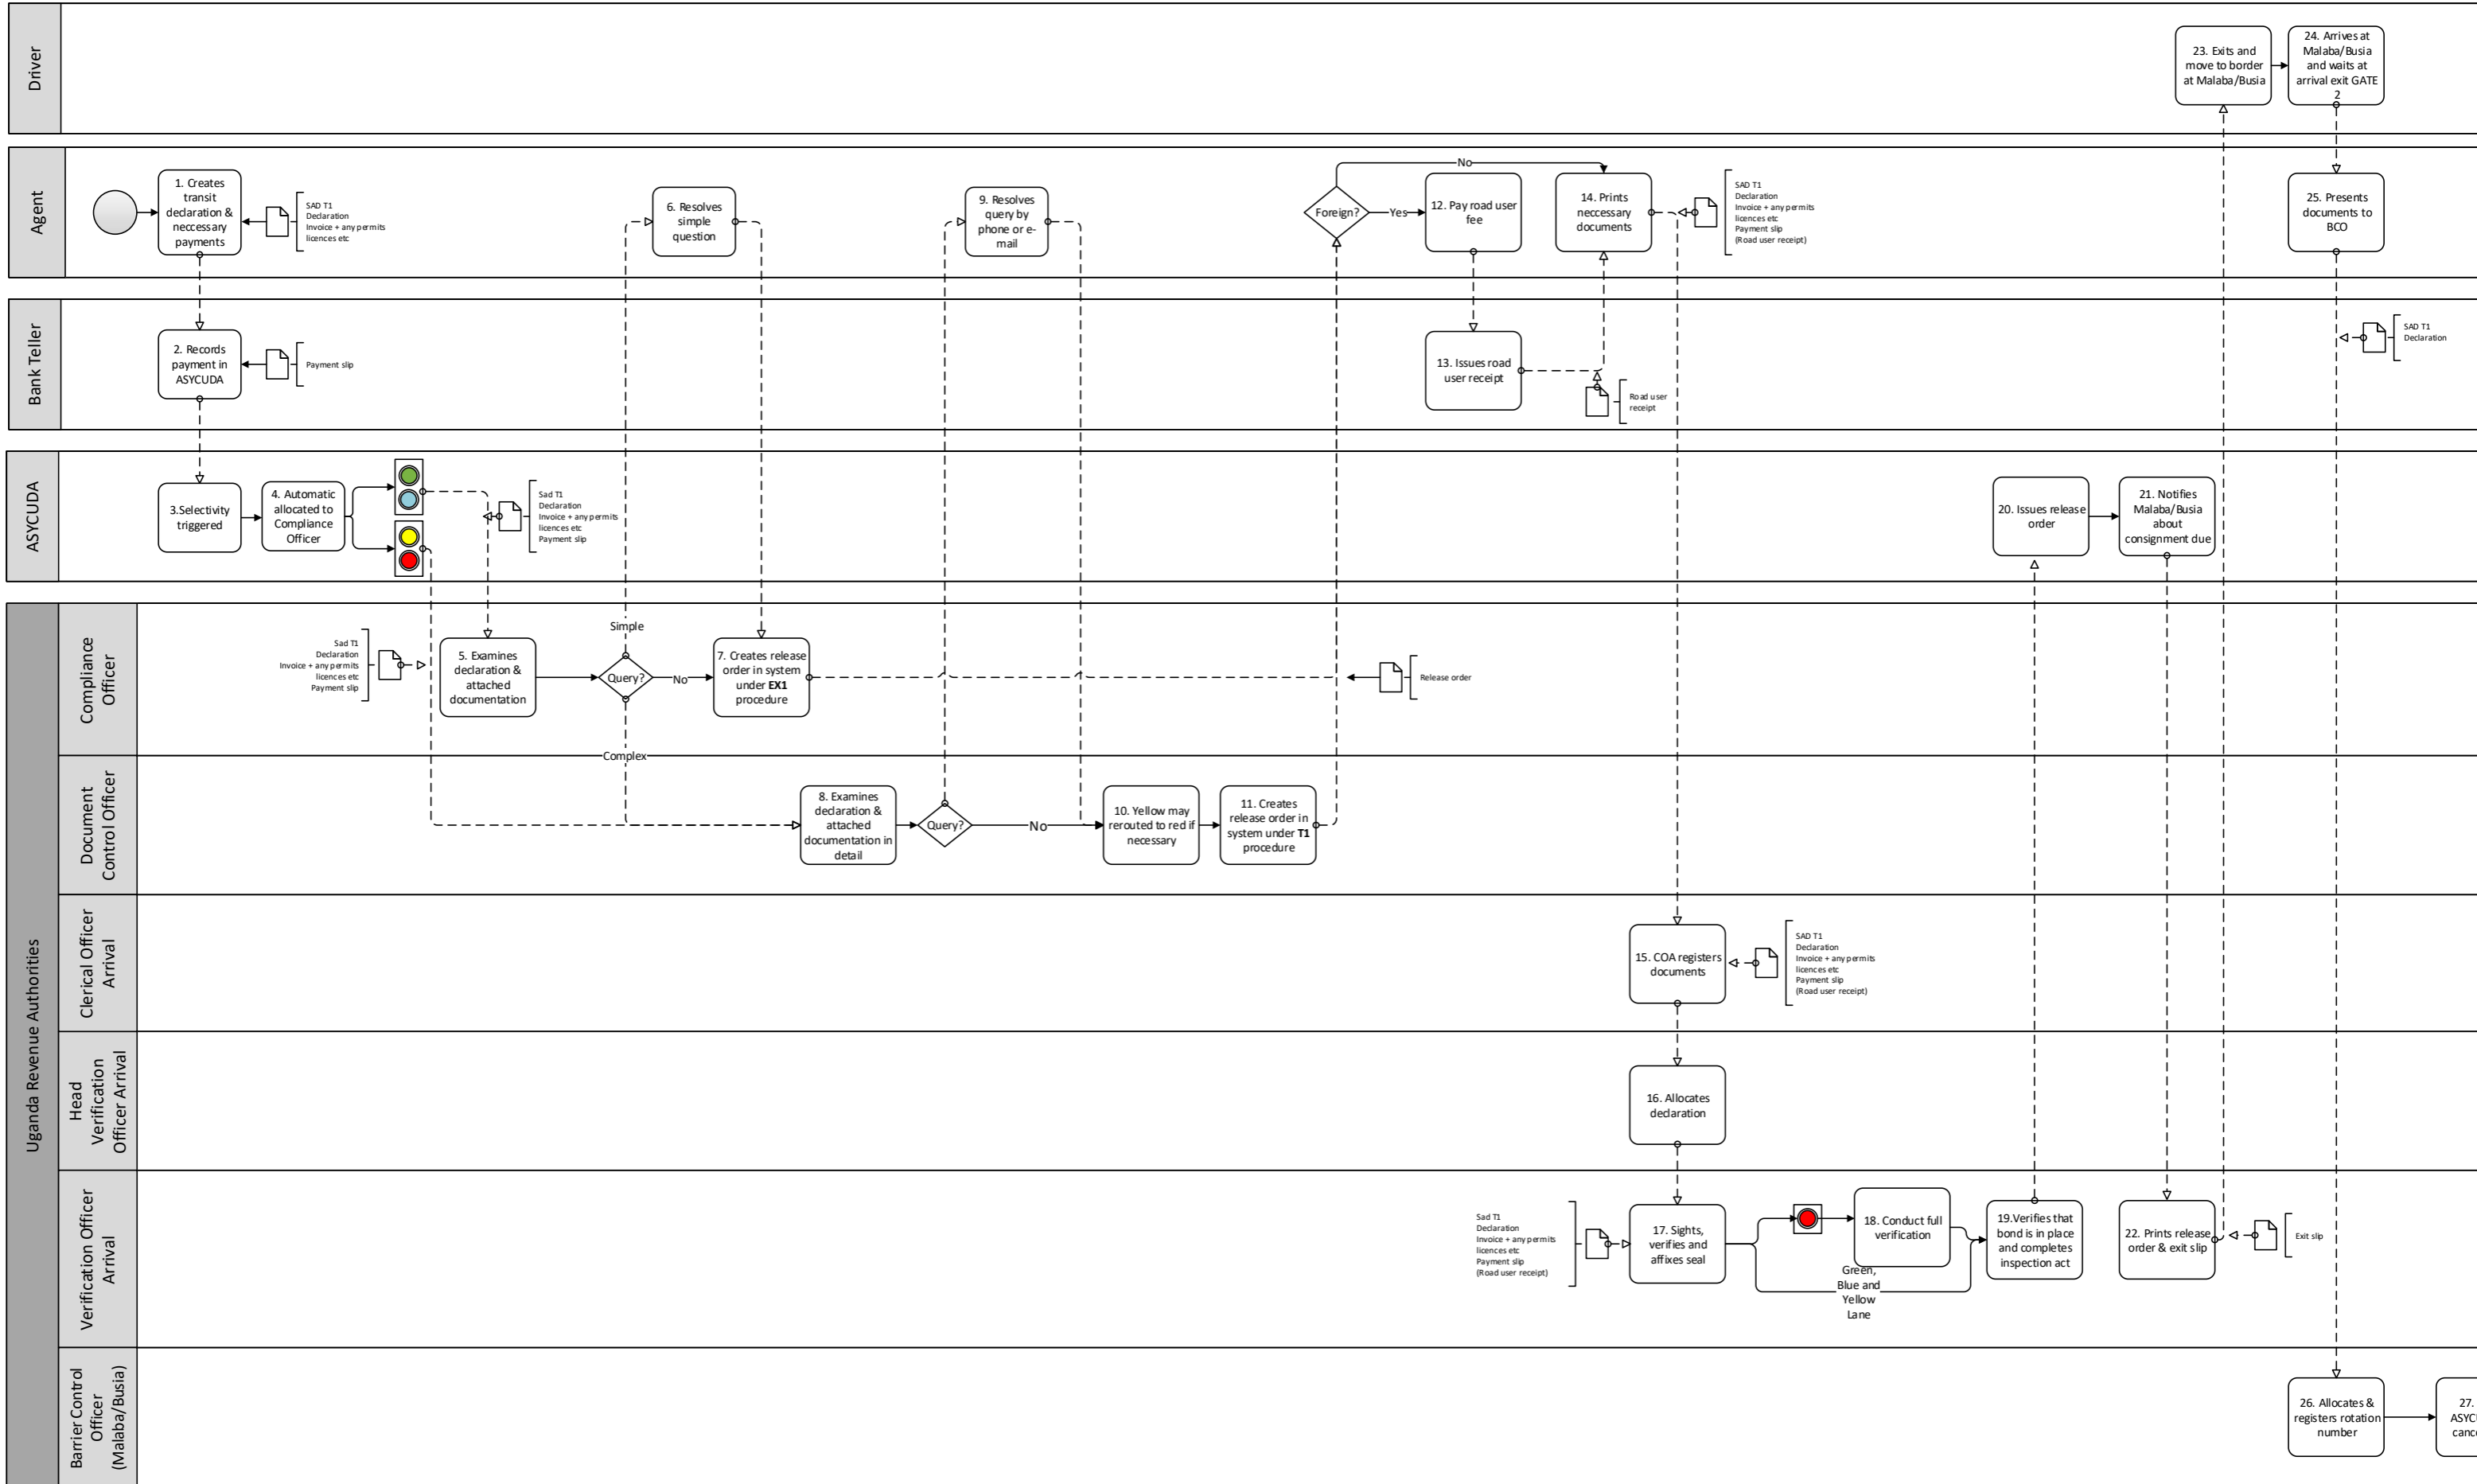 Driver
23. Exits and
move to border
at Malaba/Busia
24. Arrives at
Malaba/Busia
and waits at
arrival exit GATE
2
Agent
1. Creates
transit
declaration &
neccessary
payments
SAD T1
Declaration
Invoice + any permits
licences etc
6. Resolves
simple
question
9. Resolves
query by
phone or e-
mail
Foreign?
No
Yes
12. Pay road user
fee
14. Prints
neccessary
documents
SAD T1
Declaration
Invoice + any permits
licences etc
Payment slip
(Road user receipt)
25. Presents
documents to
BCO
Bank Teller
2. Records
payment in
ASYCUDA
Payment slip
13. Issues road
user receipt
Road user
receipt
SAD T1
Declaration
ASYCUDA
3.Selectivity
triggered
4. Automatic
allocated to
Compliance
Officer
Sad T1
Declaration
Invoice + any permits
licences etc
Payment slip
20. Issues release
order
21. Notifies
Malaba/Busia
about
consignment due
Uganda Revenue Authorities
Compliance
Officer
Sad T1
Declaration
Invoice + any permits
licences etc
Payment slip
5. Examines
declaration &
attached
documentation
Simple
Query?
No
Complex
7. Creates release
order in system
under EX1
procedure
Release order
Document
Control Officer
8. Examines
declaration &
attached
documentation in
detail
Query?
No
10. Yellow may
rerouted to red if
necessary
11. Creates
release order in
system under T1
procedure
Clerical Officer
Arrival
15. COA registers
documents
SAD T1
Declaration
Invoice + any permits
licences etc
Payment slip
(Road user receipt)
Head
Verification
Officer Arrival
16. Allocates
declaration
Verification Officer
Arrival
Sad T1
Declaration
Invoice + any permits
licences etc
Payment slip
(Road user receipt)
17. Sights,
verifies and
affixes seal
18. Conduct full
verification
Green,
Blue and
Yellow
Lane
19.Verifies that
bond is in place
and completes
inspection act
22. Prints release
order & exit slip
Exit slip
Barrier Control
Officer
(Malaba/Busia)
26. Allocates &
registers rotation
number
27.